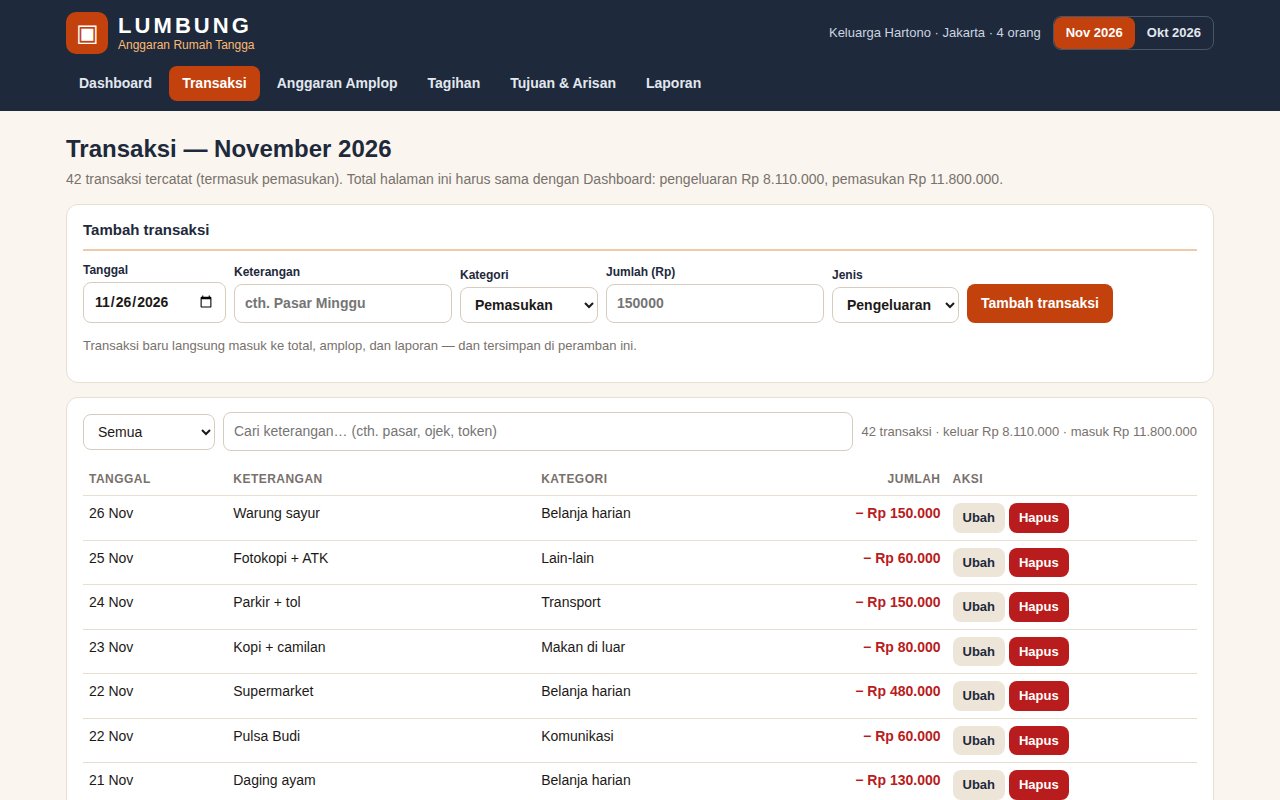 LUMBUNG
Anggaran Rumah Tangga
Keluarga Hartono · Jakarta · 4 orang
Nov 2026
Okt 2026
Dashboard Transaksi Anggaran Amplop Tagihan Tujuan & Arisan Laporan
Transaksi — November 2026
42 transaksi tercatat (termasuk pemasukan). Total halaman ini harus sama dengan Dashboard: pengeluaran Rp 8.110.000, pemasukan Rp 11.800.000.
Tambah transaksi
Tanggal Keterangan Kategori Jumlah (Rp) Jenis
11/26/2026 cth. Pasar Minggu Pemasukan 150000 Pengeluaran Tambah transaksi
Transaksi baru langsung masuk ke total, amplop, dan laporan — dan tersimpan di peramban ini.
Semua Cari keterangan… (cth. pasar, ojek, token) 42 transaksi · keluar Rp 8.110.000 · masuk Rp 11.800.000
TANGGAL KETERANGAN KATEGORI JUMLAH AKSI
26 Nov Warung sayur Belanja harian − Rp 150.000 Ubah Hapus
25 Nov Fotokopi + ATK Lain-lain − Rp 60.000 Ubah Hapus
24 Nov Parkir + tol Transport − Rp 150.000 Ubah Hapus
23 Nov Kopi + camilan Makan di luar − Rp 80.000 Ubah Hapus
22 Nov Supermarket Belanja harian − Rp 480.000 Ubah Hapus
22 Nov Pulsa Budi Komunikasi − Rp 60.000 Ubah Hapus
21 Nov Daging ayam Belanja harian − Rp 130.000 Ubah Hapus